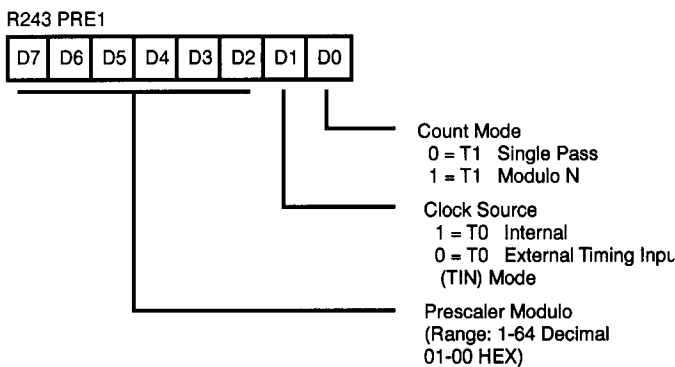 R243 PRE1
D7 D6 D5 D4 D3 D2 D1 D0
Count Mode
0 = T1 Single Pass
1 = T1 Modulo N
Clock Source
1 = T0 Internal
0 = T0 External Timing Inpu
(TIN) Mode
Prescaler Modulo
(Range: 1-64 Decimal
01-00 HEX)